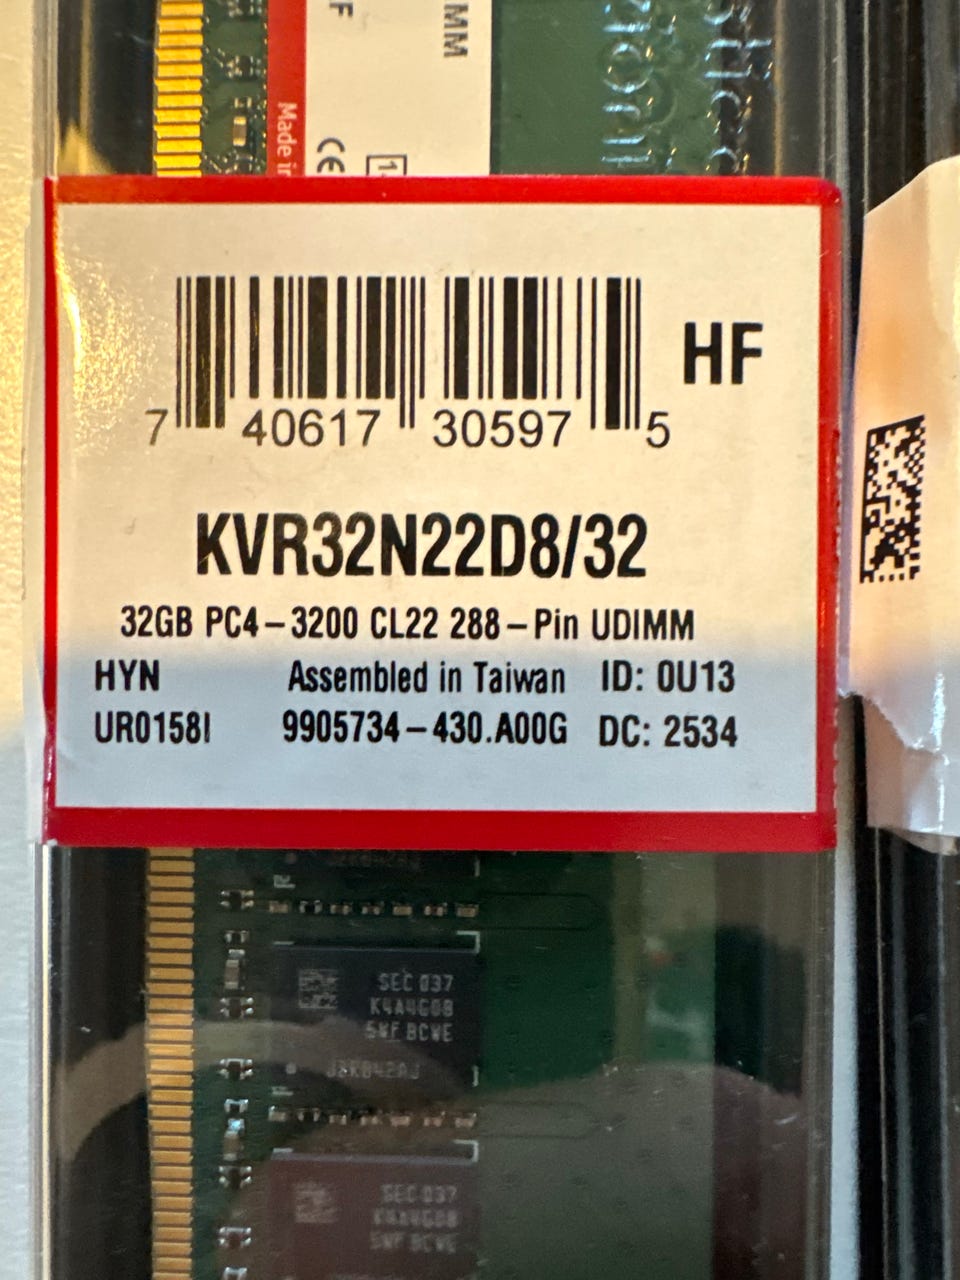 MM
F
Made in
CE
1
HF
7 40617 30597 5
KVR32N22D8/32
32GB PC4-3200 CL22 288-Pin UDIMM
HYN Assembled in Taiwan ID: 0U13
UR0158I 9905734-430.A00G DC: 2534
SEC 037
K4A4G08
5WF BCWE
SEC 037
K4A4G08
5WF BCWE